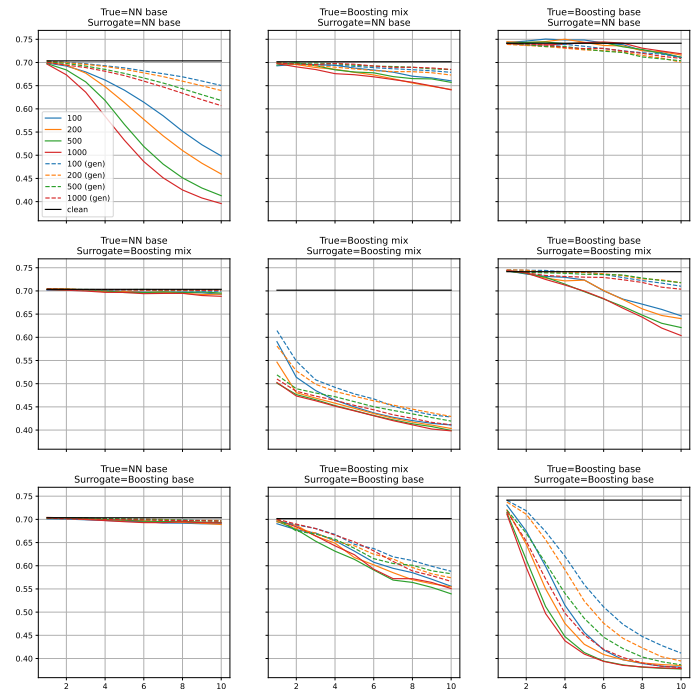 True=NN base
Surrogate=NN base
True=Boosting mix
Surrogate=NN base
True=Boosting base
Surrogate=NN base
0.75
0.70
0.65
0.60
0.55
0.50
0.45
0.40
100
200
500
1000
100 (gen)
200 (gen)
500 (gen)
1000 (gen)
clean
True=NN base
Surrogate=Boosting mix
True=Boosting mix
Surrogate=Boosting mix
True=Boosting base
Surrogate=Boosting mix
0.75
0.70
0.65
0.60
0.55
0.50
0.45
0.40
True=NN base
Surrogate=Boosting base
True=Boosting mix
Surrogate=Boosting base
True=Boosting base
Surrogate=Boosting base
0.75
0.70
0.65
0.60
0.55
0.50
0.45
0.40
2 4 6 8 10
2 4 6 8 10
2 4 6 8 10